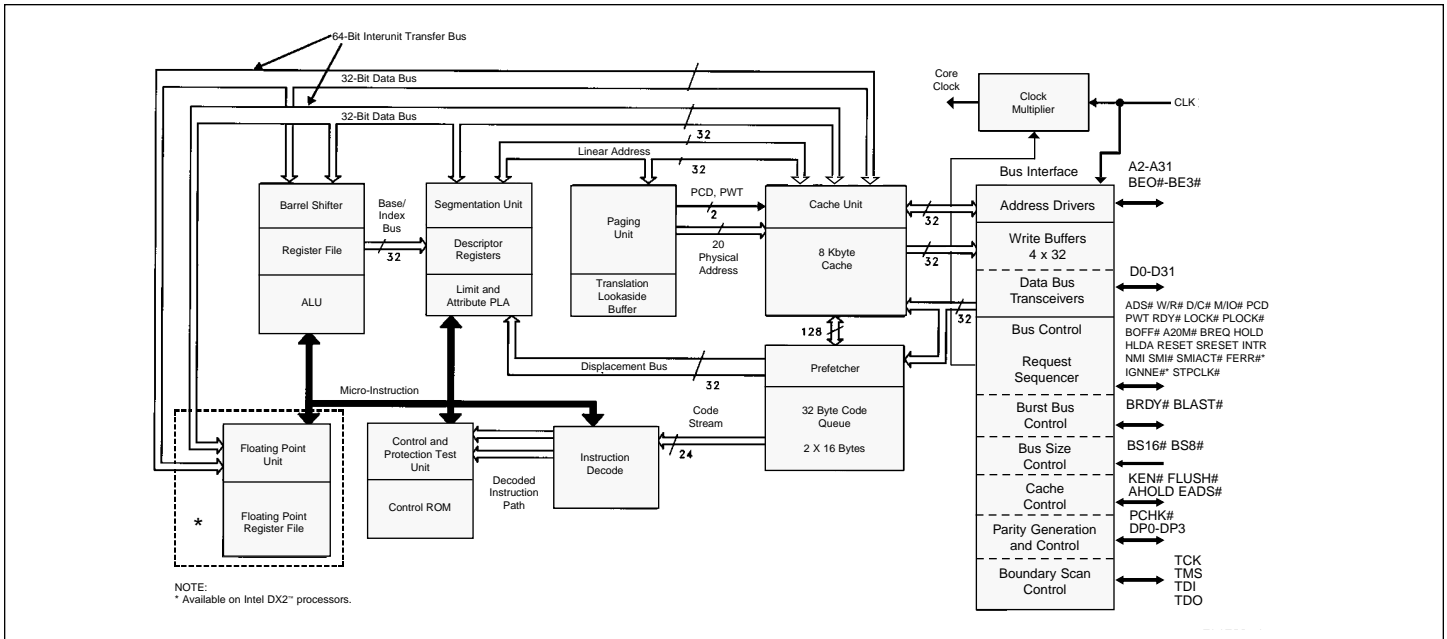 64-Bit Interunit Transfer Bus
32-Bit Data Bus
32-Bit Data Bus
32
Linear Address
32
Core
Clock
Clock
Multiplier
CLK
Bus Interface
A2-A31
BEO#-BE3#
Barrel Shifter
Register File
ALU
Base/
Index
Bus
32
Segmentation Unit
Descriptor
Registers
Limit and
Attribute PLA
Paging
Unit
Translation
Lookaside
Buffer
PCD, PWT
2
20
Physical
Address
Cache Unit
8 Kbyte
Cache
32
32
32
128
Address Drivers
Write Buffers
4 x 32
Data Bus
Transceivers
D0-D31
Bus Control
Request
Sequencer
ADS# W/R# D/C# M/IO# PCD
PWT RDY# LOCK# PLOCK#
BOFF# A20M# BREQ HOLD
HLDA RESET SRESET INTR
NMI SMI# SMIACT# FERR#*
IGNNE#* STPCLK#
Displacement Bus
32
Prefetcher
32 Byte Code
Queue
2 X 16 Bytes
Micro-Instruction
Code
Stream
24
Floating Point
Unit
Floating Point
Register File
*
Control and
Protection Test
Unit
Control ROM
Decoded
Instruction
Path
Instruction
Decode
Burst Bus
Control
BRDY# BLAST#
Bus Size
Control
BS16# BS8#
Cache
Control
KEN# FLUSH#
AHOLD EADS#
Parity Generation
and Control
PCHK#
DP0-DP3
Boundary Scan
Control
TCK
TMS
TDI
TDO
NOTE:
* Available on Intel DX2™ processors.